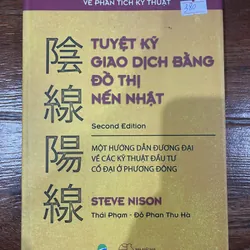 VỀ PHÂN TÍCH KỸ THUẬT
陰線陽線
TUYỆT KỸ
GIAO DỊCH BẰNG
ĐỒ THỊ
NẾN NHẬT
Second Edition
MỘT HƯỚNG DẪN ĐƯƠNG ĐẠI
VỀ CÁC KỸ THUẬT ĐẦU TƯ
CỔ ĐẠI Ở PHƯƠNG ĐÔNG
STEVE NISON
Thái Phạm - Đỗ Phan Thu Hà